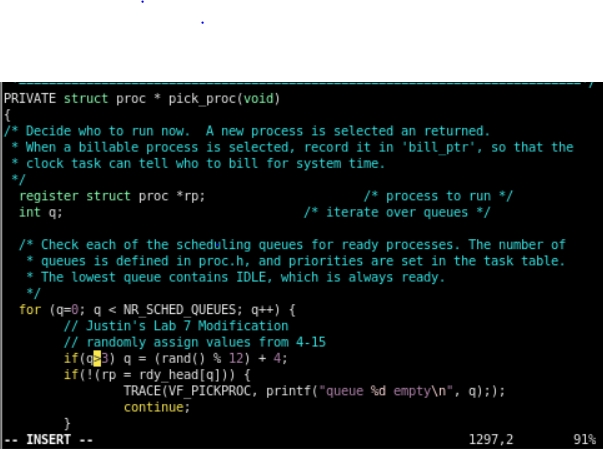 PRIVATE struct proc * pick_proc(void)
{
/* Decide who to run now.  A new process is selected an returned.
 * When a billable process is selected, record it in 'bill_ptr', so that the
 * clock task can tell who to bill for system time.
 */
  register struct proc *rp;                    /* process to run */
  int q;                               /* iterate over queues */

  /* Check each of the scheduling queues for ready processes. The number of
   * queues is defined in proc.h, and priorities are set in the task table.
   * The lowest queue contains IDLE, which is always ready.
   */
  for (q=0; q < NR_SCHED_QUEUES; q++) {
        // Justin's Lab 7 Modification
        // randomly assign values from 4-15
        if(q>3) q = (rand() % 12) + 4;
        if(!(rp = rdy_head[q])) {
                TRACE(VF_PICKPROC, printf("queue %d empty\n", q););
                continue;
        }
-- INSERT --                                                1297,2        91%